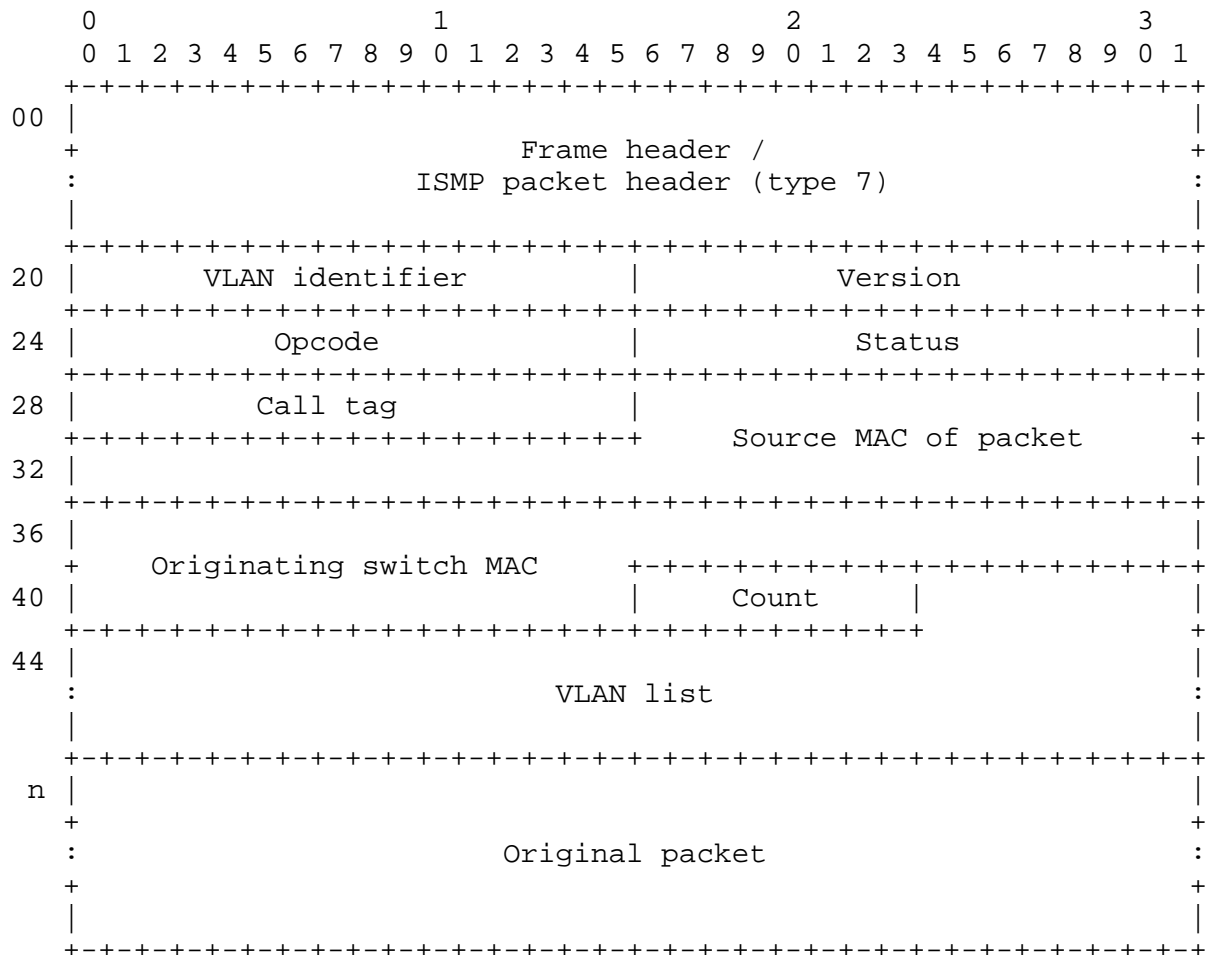 0                   1                   2                   3
 0 1 2 3 4 5 6 7 8 9 0 1 2 3 4 5 6 7 8 9 0 1 2 3 4 5 6 7 8 9 0 1
+-+-+-+-+-+-+-+-+-+-+-+-+-+-+-+-+-+-+-+-+-+-+-+-+-+-+-+-+-+-+-+-+
00 |                                                               |
+                         Frame header /                        +
:                   ISMP packet header (type 7)                 :
|                                                               |
+-+-+-+-+-+-+-+-+-+-+-+-+-+-+-+-+-+-+-+-+-+-+-+-+-+-+-+-+-+-+-+-+
20 |       VLAN identifier         |           Version             |
+-+-+-+-+-+-+-+-+-+-+-+-+-+-+-+-+-+-+-+-+-+-+-+-+-+-+-+-+-+-+-+-+
24 |           Opcode              |            Status             |
+-+-+-+-+-+-+-+-+-+-+-+-+-+-+-+-+-+-+-+-+-+-+-+-+-+-+-+-+-+-+-+-+
28 |          Call tag             |                               |
+-+-+-+-+-+-+-+-+-+-+-+-+-+-+-+-+     Source MAC of packet      +
32 |                                                               |
+-+-+-+-+-+-+-+-+-+-+-+-+-+-+-+-+-+-+-+-+-+-+-+-+-+-+-+-+-+-+-+-+
36 |                                                               |
+    Originating switch MAC     +-+-+-+-+-+-+-+-+-+-+-+-+-+-+-+-+
40 |                               |     Count     |               |
+-+-+-+-+-+-+-+-+-+-+-+-+-+-+-+-+-+-+-+-+-+-+-+-+               +
44 |                                                               |
:                           VLAN list                           :
|                                                               |
+-+-+-+-+-+-+-+-+-+-+-+-+-+-+-+-+-+-+-+-+-+-+-+-+-+-+-+-+-+-+-+-+
n |                                                               |
+                                                               +
:                        Original packet                        :
+                                                               +
|                                                               |
+-+-+-+-+-+-+-+-+-+-+-+-+-+-+-+-+-+-+-+-+-+-+-+-+-+-+-+-+-+-+-+-+